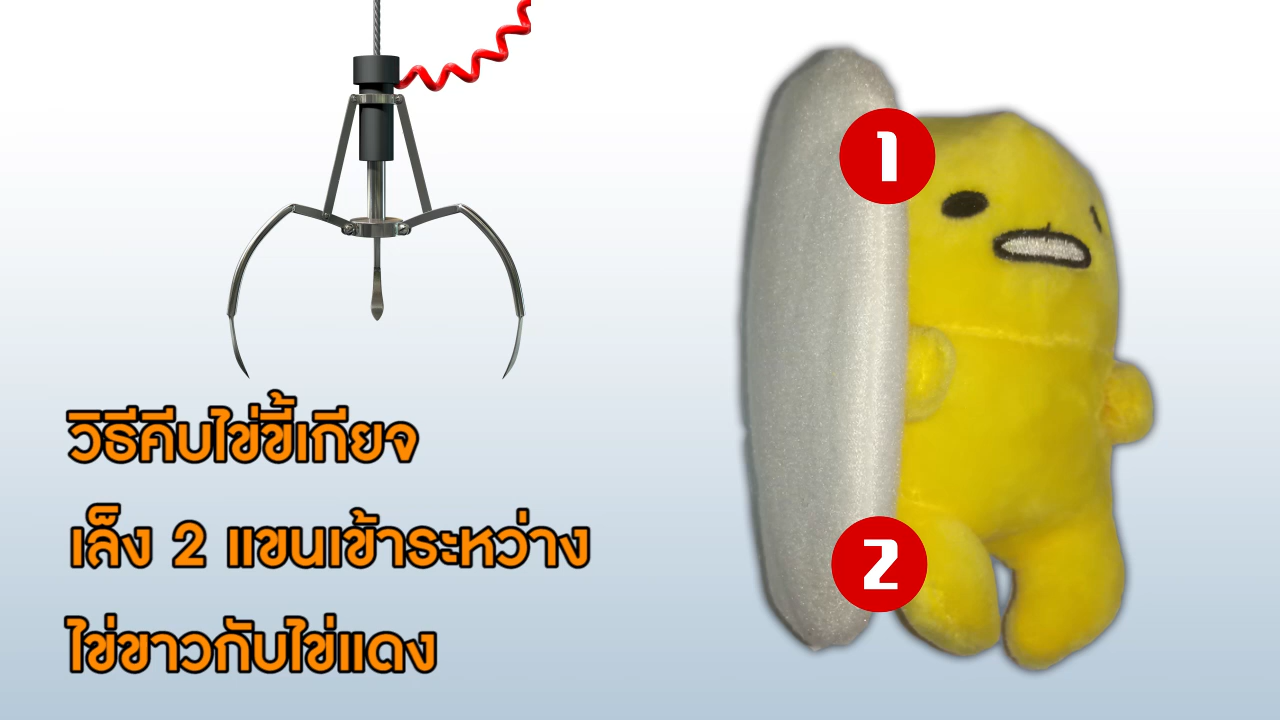 วิธีคีบไข่ขี้เกียจ
เล็ง 2 แขนเข้าระหว่าง
ไข่ขาวกับไข่แดง
1
2